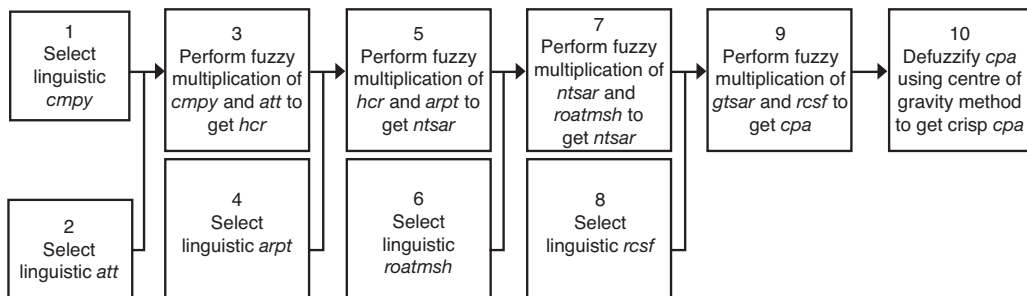 1
Select
linguistic
cmpy
2
Select
linguistic att
3
Perform fuzzy
multiplication of
cmpy and att to
get hcr
4
Select
linguistic arpt
5
Perform fuzzy
multiplication of
hcr and arpt to
get ntsar
6
Select
linguistic
roatmsh
7
Perform fuzzy
multiplication of
ntsar and
roatmsh to
get ntsar
8
Select
linguistic rcsf
9
Perform fuzzy
multiplication of
gtsar and rcsf to
get cpa
10
Defuzzify cpa
using centre of
gravity method
to get crisp cpa